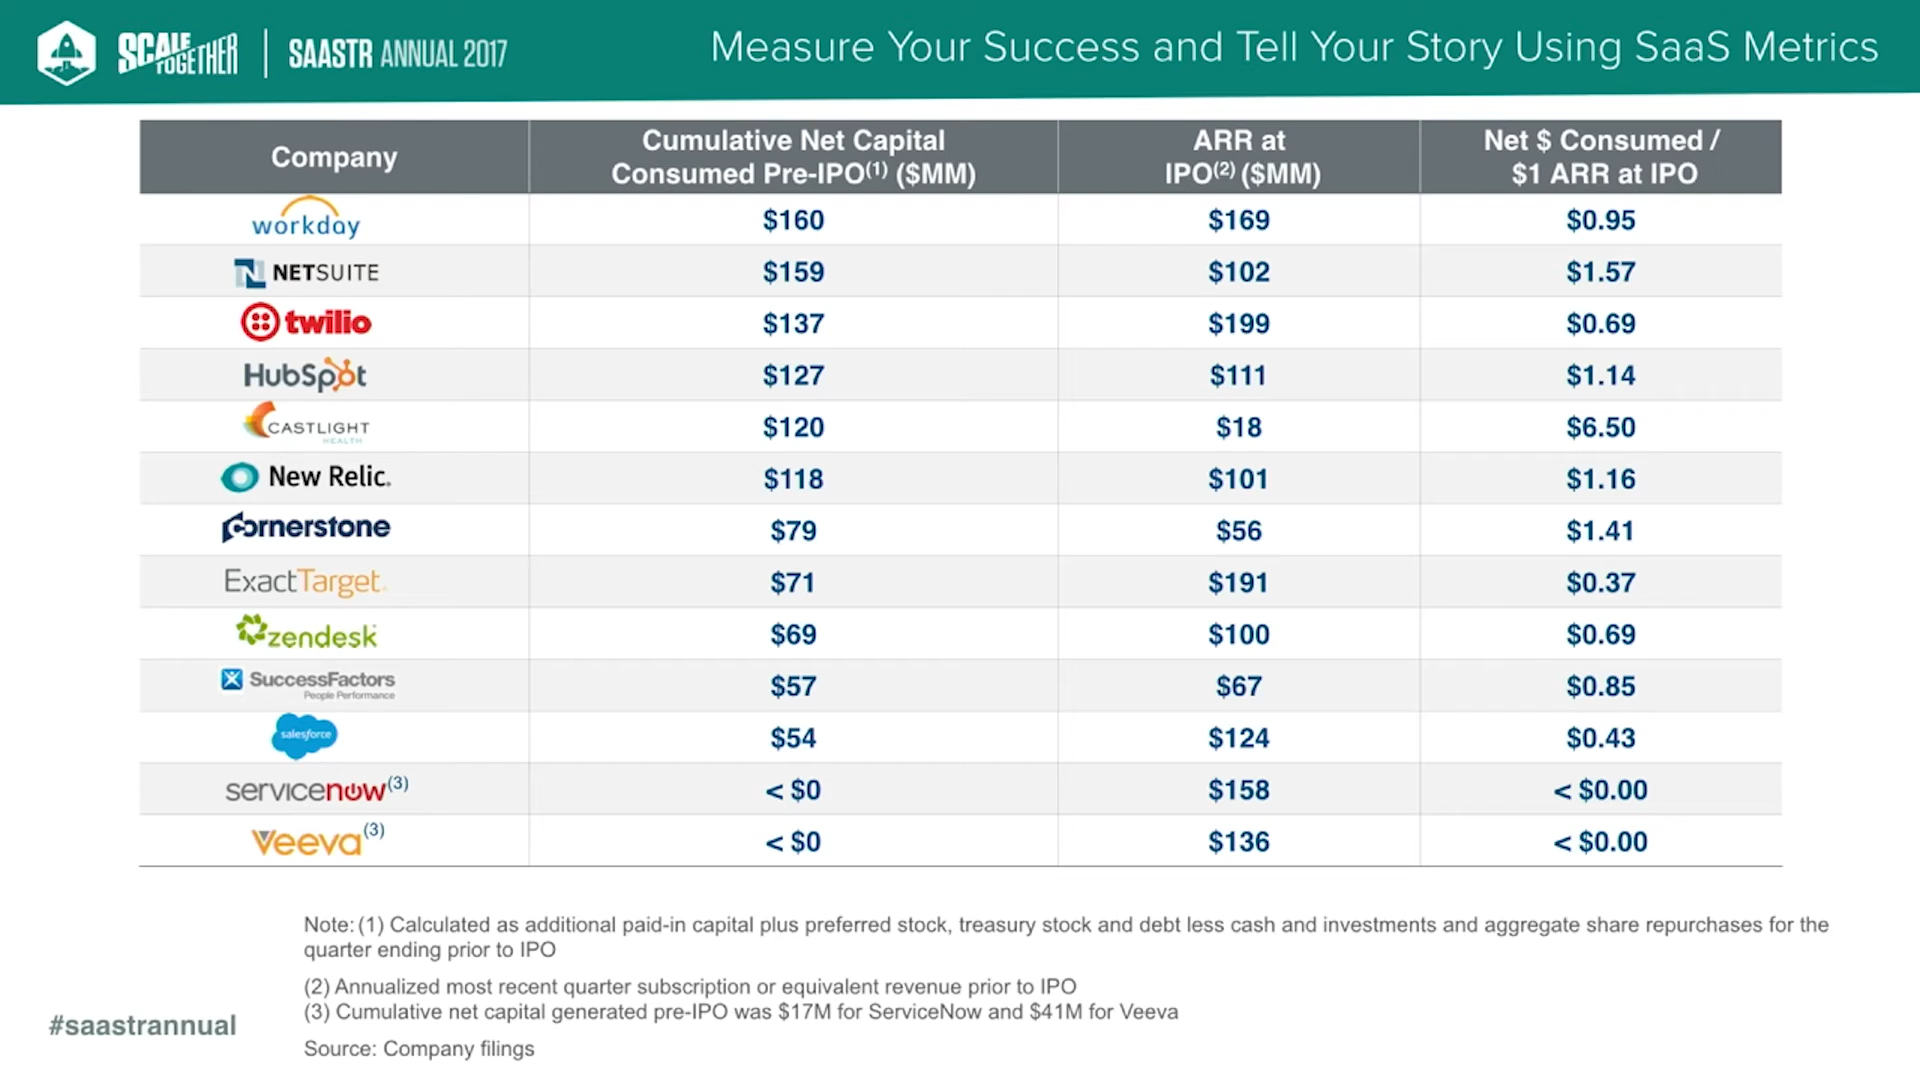 SCALE TOGETHER
SAASTR ANNUAL 2017
Measure Your Success and Tell Your Story Using SaaS Metrics
Company
Cumulative Net Capital
Consumed Pre-IPO(1) ($MM)
ARR at
IPO(2) ($MM)
Net $ Consumed /
$1 ARR at IPO
workday $160 $169 $0.95
NETSUITE $159 $102 $1.57
twilio $137 $199 $0.69
HubSpot $127 $111 $1.14
CASTLIGHT HEALTH $120 $18 $6.50
New Relic. $118 $101 $1.16
Cornerstone $79 $56 $1.41
ExactTarget. $71 $191 $0.37
zendesk $69 $100 $0.69
SuccessFactors People Performance $57 $67 $0.85
salesforce $54 $124 $0.43
servicenow(3) < $0 $158 < $0.00
Veeva(3) < $0 $136 < $0.00
Note: (1) Calculated as additional paid-in capital plus preferred stock, treasury stock and debt less cash and investments and aggregate share repurchases for the
quarter ending prior to IPO
(2) Annualized most recent quarter subscription or equivalent revenue prior to IPO
(3) Cumulative net capital generated pre-IPO was $17M for ServiceNow and $41M for Veeva
Source: Company filings
#saastrannual